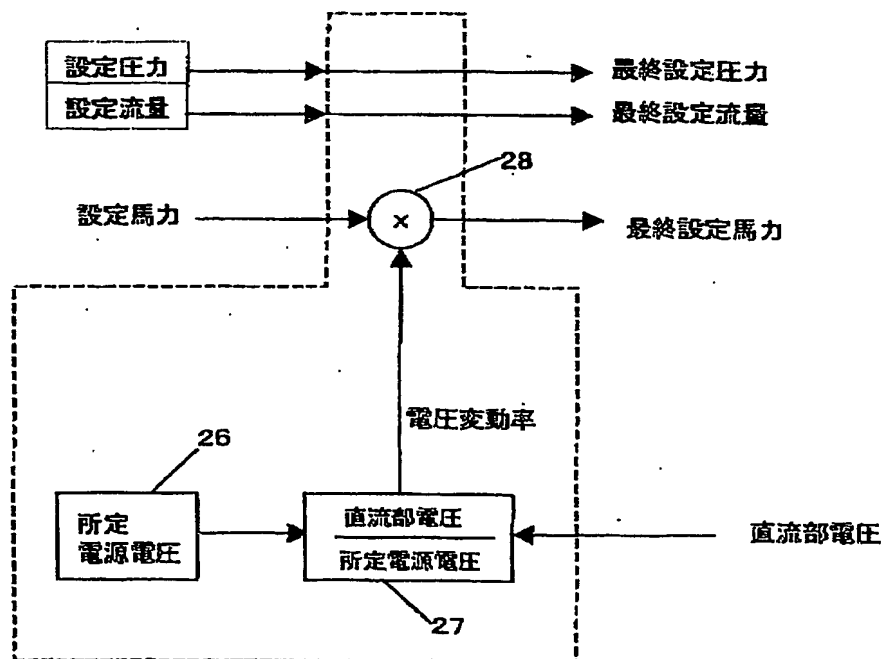 設定圧力
最終設定圧力
設定流量
最終設定流量
28
設定馬力
×
最終設定馬力
電圧変動率
26
所定
電源電圧
直流部電圧
所定電源電圧
直流部電圧
27